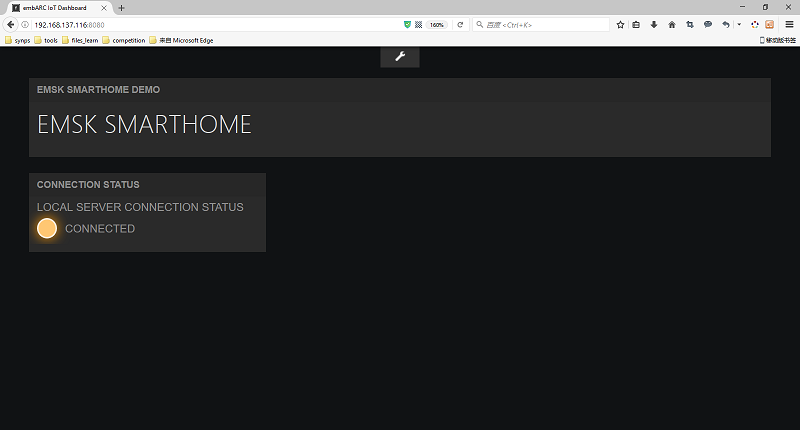 embARC IoT Dashboard
192.168.137.116:8080
160%
百度 <Ctrl+K>
synps
tools
files_learn
competition
来自 Microsoft Edge
移动版书签
EMSK SMARTHOME DEMO
EMSK SMARTHOME
CONNECTION STATUS
LOCAL SERVER CONNECTION STATUS
CONNECTED